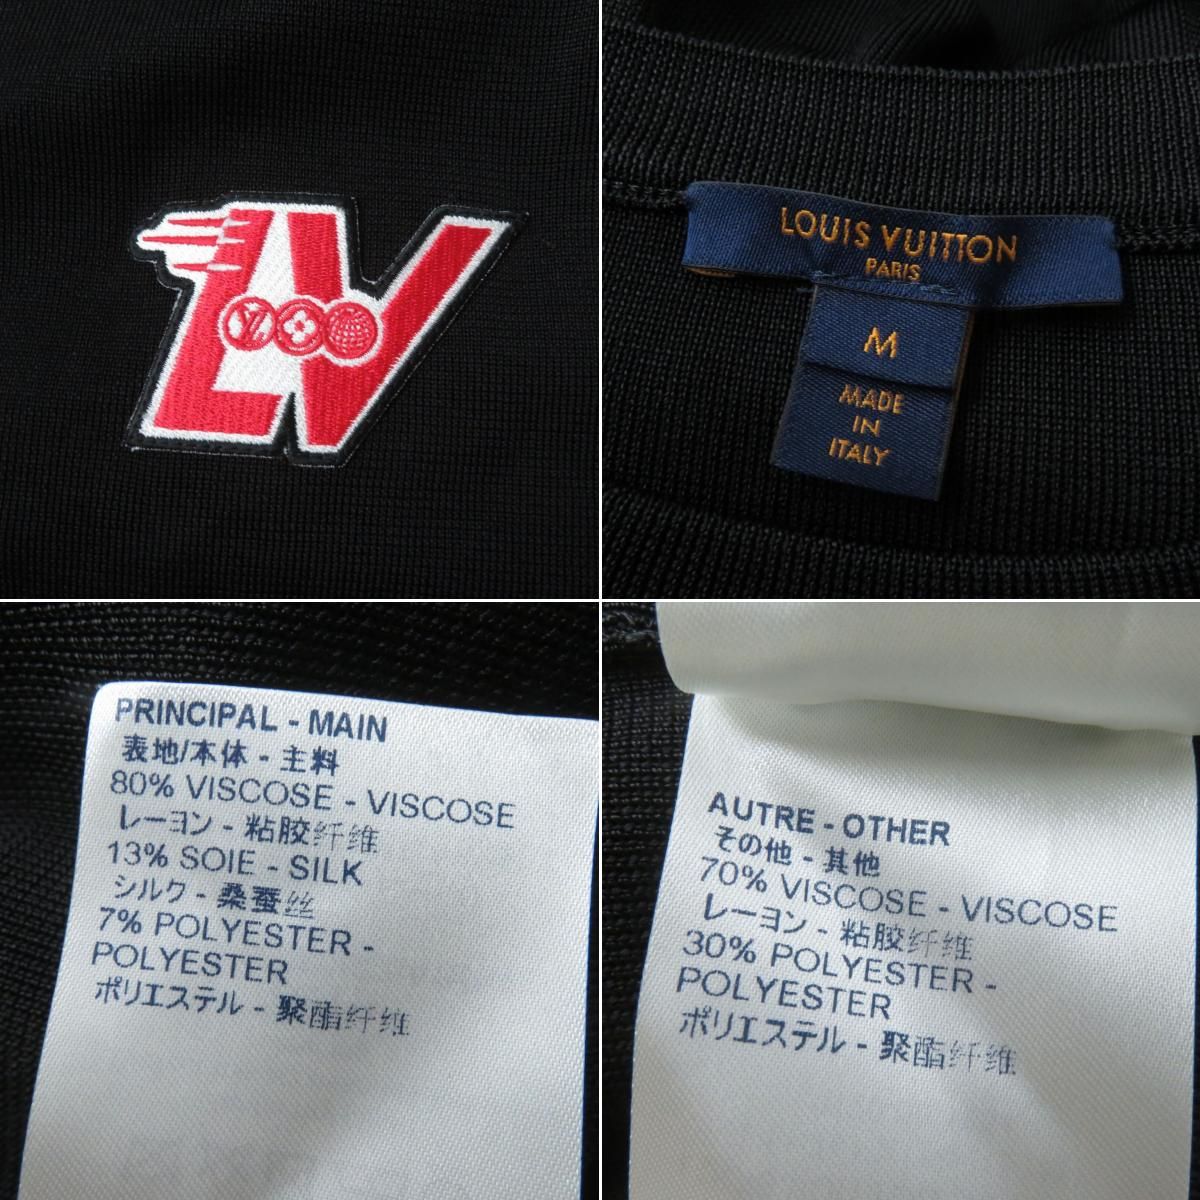 LV
LOUIS VUITTON
PARIS
M
MADE
IN
ITALY
PRINCIPAL - MAIN
表地/本体 - 主料
80% VISCOSE - VISCOSE
レーヨン - 粘胶纤维
13% SOIE - SILK
シルク - 桑蚕丝
7% POLYESTER -
POLYESTER
ポリエステル - 聚酯纤维
AUTRE - OTHER
その他 - 其他
70% VISCOSE - VISCOSE
レーヨン - 粘胶纤维
30% POLYESTER -
POLYESTER
ポリエステル - 聚酯纤维